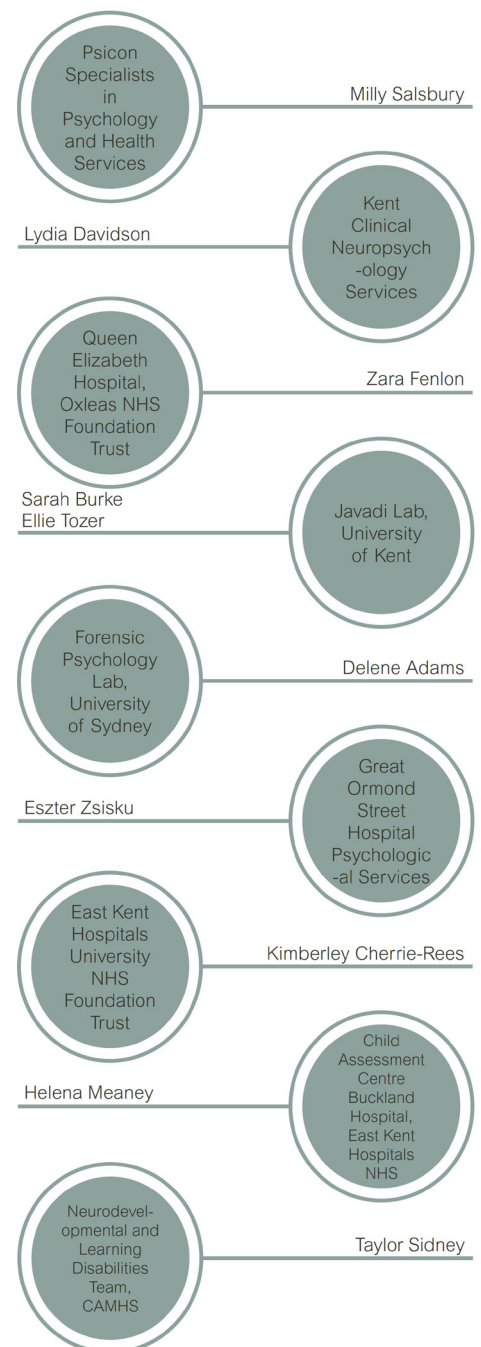 Psicon
Specialists
in
Psychology
and Health
Services
Milly Salsbury
Lydia Davidson
Kent
Clinical
Neuropsych
-ology
Services
Queen
Elizabeth
Hospital,
Oxleas NHS
Foundation
Trust
Zara Fenlon
Sarah Burke
Ellie Tozer
Javadi Lab,
University
of Kent
Forensic
Psychology
Lab,
University
of Sydney
Delene Adams
Eszter Zsisku
Great
Ormond
Street
Hospital
Psychologic
-al Services
East Kent
Hospitals
University
NHS
Foundation
Trust
Kimberley Cherrie-Rees
Helena Meaney
Child
Assessment
Centre
Buckland
Hospital,
East Kent
Hospitals
NHS
Neurodevel-
opmental and
Learning
Disabilities
Team,
CAMHS
Taylor Sidney